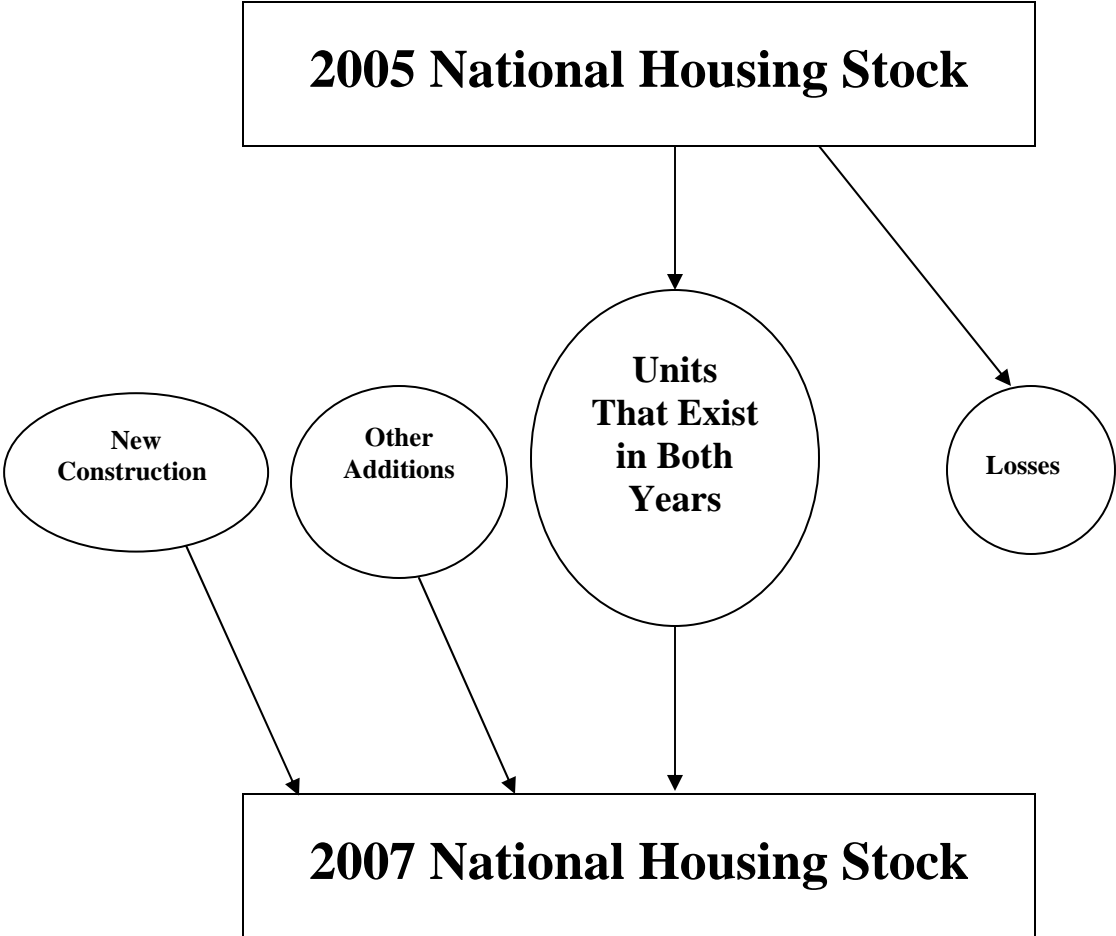 2005 National Housing Stock
Units
That Exist
in Both
Years
New
Construction
Other
Additions
Losses
2007 National Housing Stock